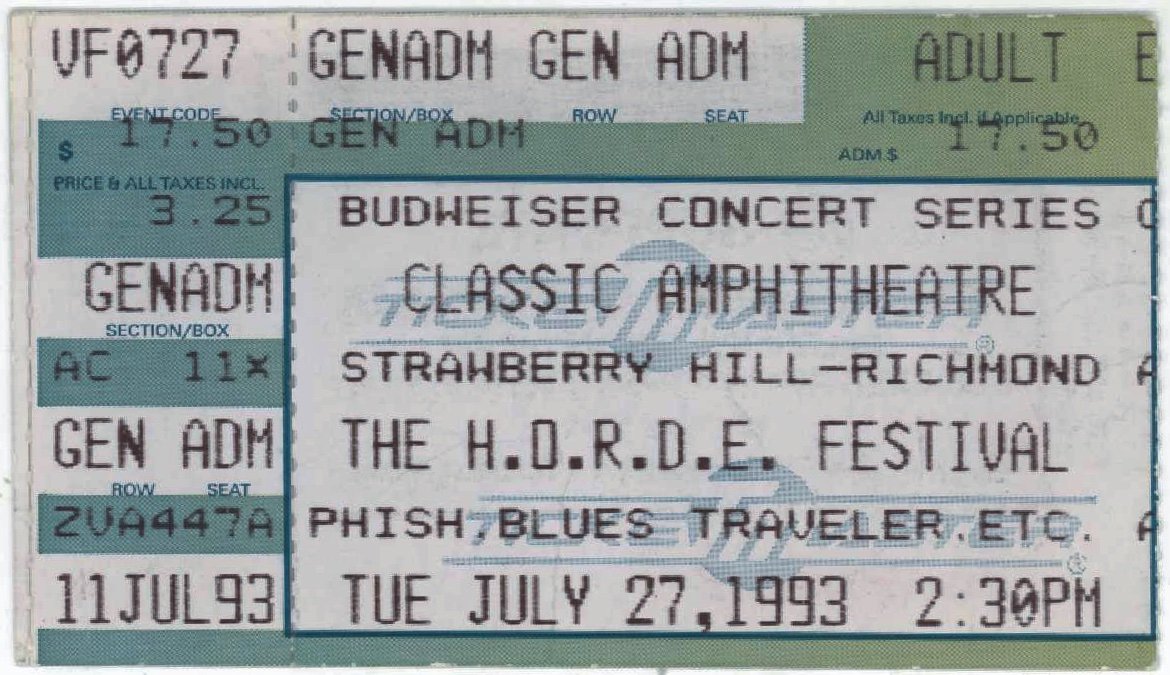 VF0727 GENADM GEN ADM ADULT E
EVENT CODE SECTION/BOX ROW SEAT All Taxes Incl. if Applicable
$ 17.50 GEN ADM ADM $ 17.50
PRICE & ALL TAXES INCL.
3.25 BUDWEISER CONCERT SERIES
GENADM CLASSIC AMPHITHEATRE
SECTION/BOX
TICKETMASTER ®
AC 11X STRAWBERRY HILL-RICHMOND A
GEN ADM THE H.O.R.D.E. FESTIVAL
ROW SEAT
ZVA447A PHISH,BLUES TRAVELER,ETC. A
TICKETMASTER ®
11JUL93 TUE JULY 27,1993 2:30PM